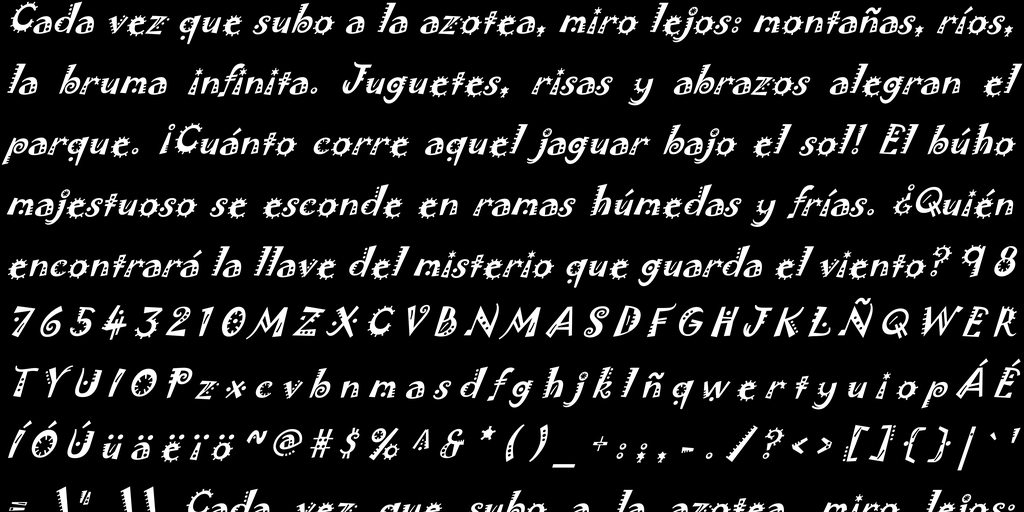 Cada vez que subo a la azotea, miro lejos: montañas, ríos,
la bruma infinita. Juguetes, risas y abrazos alegran el
parque. ¡Cuánto corre aquel jaguar bajo el sol! El búho
majestuoso se esconde en ramas húmedas y frías. ¿Quién
encontrará la llave del misterio que guarda el viento? 9 8
7 6 5 4 3 2 1 0 M Z X C V B N M A S D F G H J K L Ñ Q W E R
T Y U I O P z x c v b n m a s d f g h j k l ñ q w e r t y u i o p Á É
Í Ó Ú ü ä ë ï ö ~ @ # $ % ^ & * ( ) _ + : ; , - . / ? < > [ ] { } | ` '
= \ " \ \ Cada vez que subo a la azotea, miro lejos: